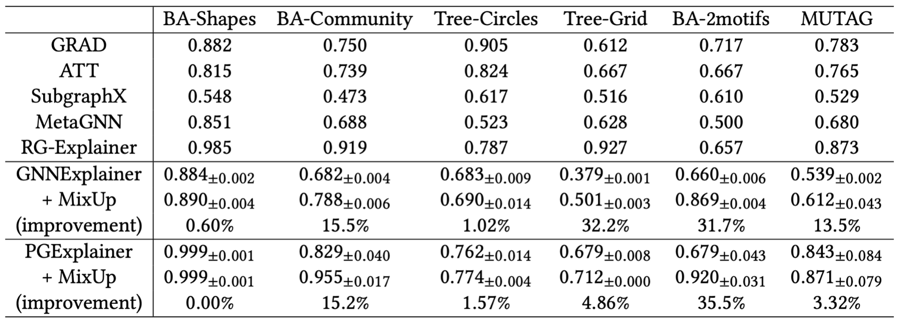 BA-Shapes BA-Community Tree-Circles Tree-Grid BA-2motifs MUTAG
GRAD 0.882 0.750 0.905 0.612 0.717 0.783
ATT 0.815 0.739 0.824 0.667 0.667 0.765
SubgraphX 0.548 0.473 0.617 0.516 0.610 0.529
MetaGNN 0.851 0.688 0.523 0.628 0.500 0.680
RG-Explainer 0.985 0.919 0.787 0.927 0.657 0.873
GNNExplainer 0.884±0.002 0.682±0.004 0.683±0.009 0.379±0.001 0.660±0.006 0.539±0.002
+ MixUp 0.890±0.004 0.788±0.006 0.690±0.014 0.501±0.003 0.869±0.004 0.612±0.043
(improvement) 0.60% 15.5% 1.02% 32.2% 31.7% 13.5%
PGExplainer 0.999±0.001 0.829±0.040 0.762±0.014 0.679±0.008 0.679±0.043 0.843±0.084
+ MixUp 0.999±0.001 0.955±0.017 0.774±0.004 0.712±0.000 0.920±0.031 0.871±0.079
(improvement) 0.00% 15.2% 1.57% 4.86% 35.5% 3.32%